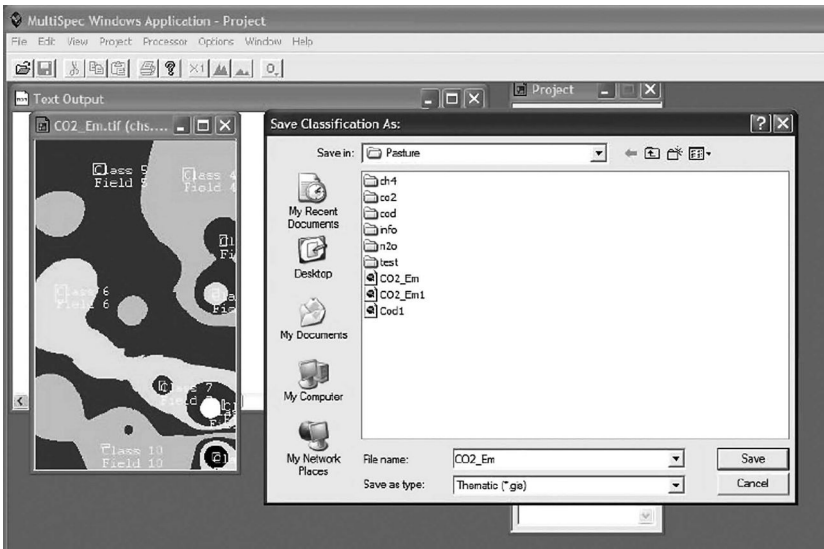 MultiSpec Windows Application - Project
File Edit View Project Processor Options Window Help
×1
Text Output
Project
CO2_Em.tif (chs....
Save Classification As:
Save in: Pasture
My Recent Documents
Desktop
My Documents
My Computer
My Network Places
ch4
co2
cod
info
n2o
test
CO2_Em
CO2_Em1
Cod1
File name: CO2_Em Save
Save as type: Thematic (*.gis) Cancel
Class 5
Field 5
Class 4
Field 4
Class 6
Field 6
Class 7
Class 10
Field 10